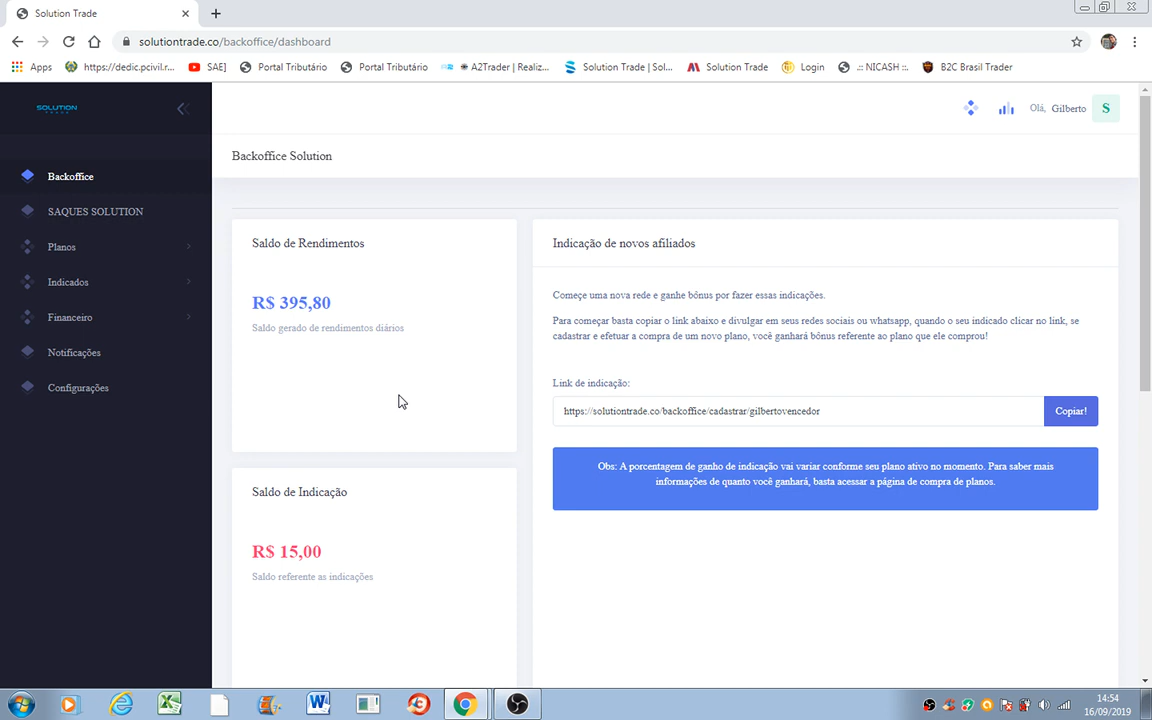 Solution Trade
solutiontrade.co/backoffice/dashboard
Apps
https://dedic.pcivil.r...
SAE]
Portal Tributário
Portal Tributário
A2Trader | Realiz...
Solution Trade | Sol...
Solution Trade
Login
.:: NICASH ::.
B2C Brasil Trader
SOLUTION
Olá, Gilberto
S
Backoffice Solution
Backoffice
SAQUES SOLUTION
Planos
Indicados
Financeiro
Notificações
Configurações
Saldo de Rendimentos
R$ 395,80
Saldo gerado de rendimentos diários
Saldo de Indicação
R$ 15,00
Saldo referente as indicações
Indicação de novos afiliados
Começe uma nova rede e ganhe bônus por fazer essas indicações.
Para começar basta copiar o link abaixo e divulgar em seus redes sociais ou whatsapp, quando o seu indicado clicar no link, se
cadastrar e efetuar a compra de um novo plano, você ganhará bônus referente ao plano que ele comprou!
Link de indicação:
https://solutiontrade.co/backoffice/cadastrar/gilbertovencedor
Copiar!
Obs: A porcentagem de ganho de indicação vai variar conforme seu plano ativo no momento. Para saber mais
informações de quanto você ganhará, basta acessar a página de compra de planos.
14:54
16/09/2019